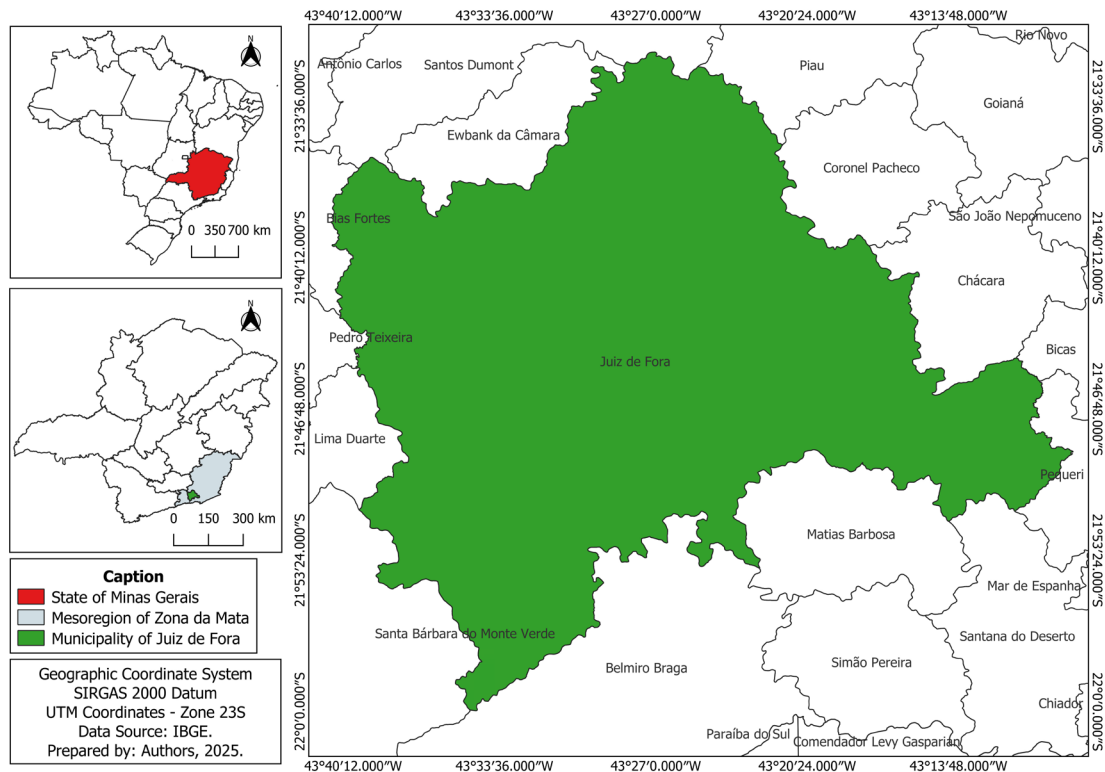 N
0 350 700 km
N
0 150 300 km
Caption
State of Minas Gerais
Mesoregion of Zona da Mata
Municipality of Juiz de Fora
Geographic Coordinate System
SIRGAS 2000 Datum
UTM Coordinates - Zone 23S
Data Source: IBGE.
Prepared by: Authors, 2025.
43°40'12.000"W 43°33'36.000"W 43°27'0.000"W 43°20'24.000"W 43°13'48.000"W
21°33'36.000"S
21°40'12.000"S
21°46'48.000"S
21°53'24.000"S
22°0'0.000"S
Rio Novo
Antônio Carlos
Santos Dumont
Piau
Goianá
Ewbank da Câmara
Coronel Pacheco
Bias Fortes
São João Nepomuceno
Chácara
Pedro Teixeira
Bicas
Juiz de Fora
Lima Duarte
Pequeri
Matias Barbosa
Mar de Espanha
Santa Bárbara do Monte Verde
Santana do Deserto
Belmiro Braga
Simão Pereira
Chiador
Paraíba do Sul
Comendador Levy Gasparian
21°33'36.000"S
21°40'12.000"S
21°46'48.000"S
21°53'24.000"S
22°0'0.000"S
43°40'12.000"W 43°33'36.000"W 43°27'0.000"W 43°20'24.000"W 43°13'48.000"W